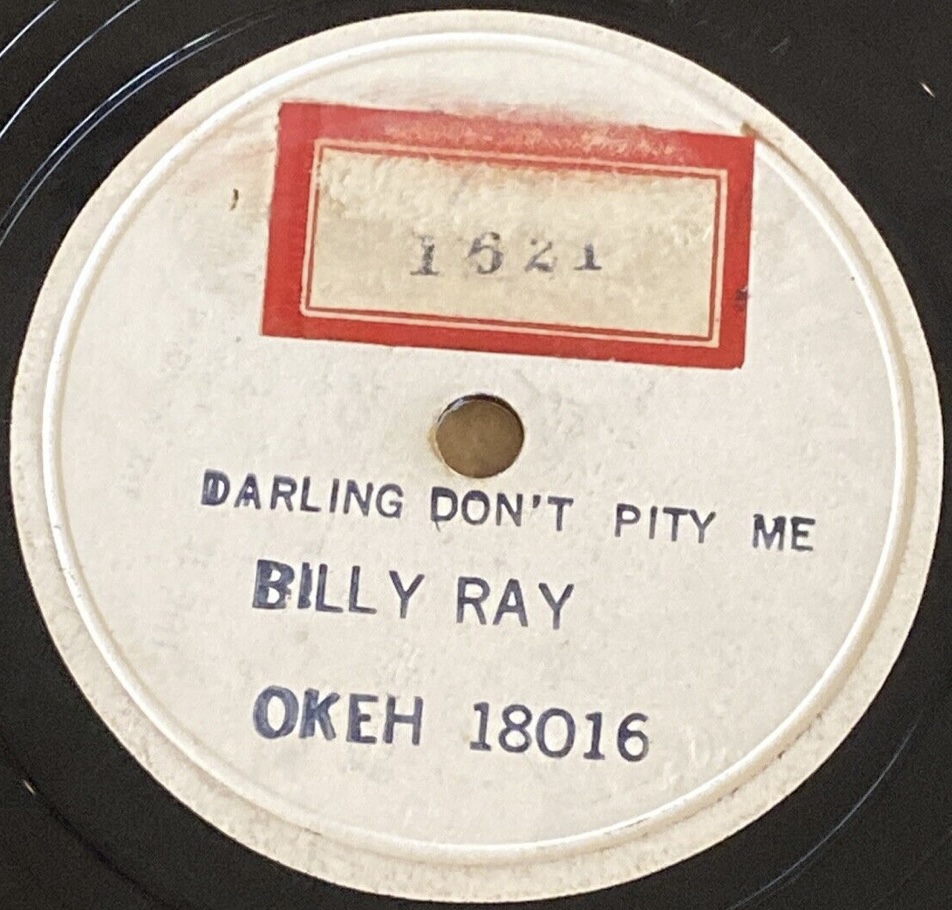 1621
DARLING DON'T PITY ME
BILLY RAY
OKEH 18016